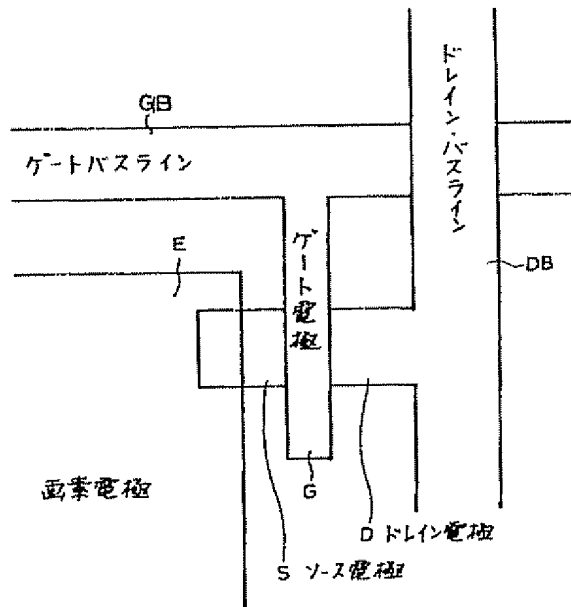 GB
ゲートバスライン
ドレイン・バスライン
E
ゲート電極
DB
画素電極
G
D ドレイン電極
S ソース電極